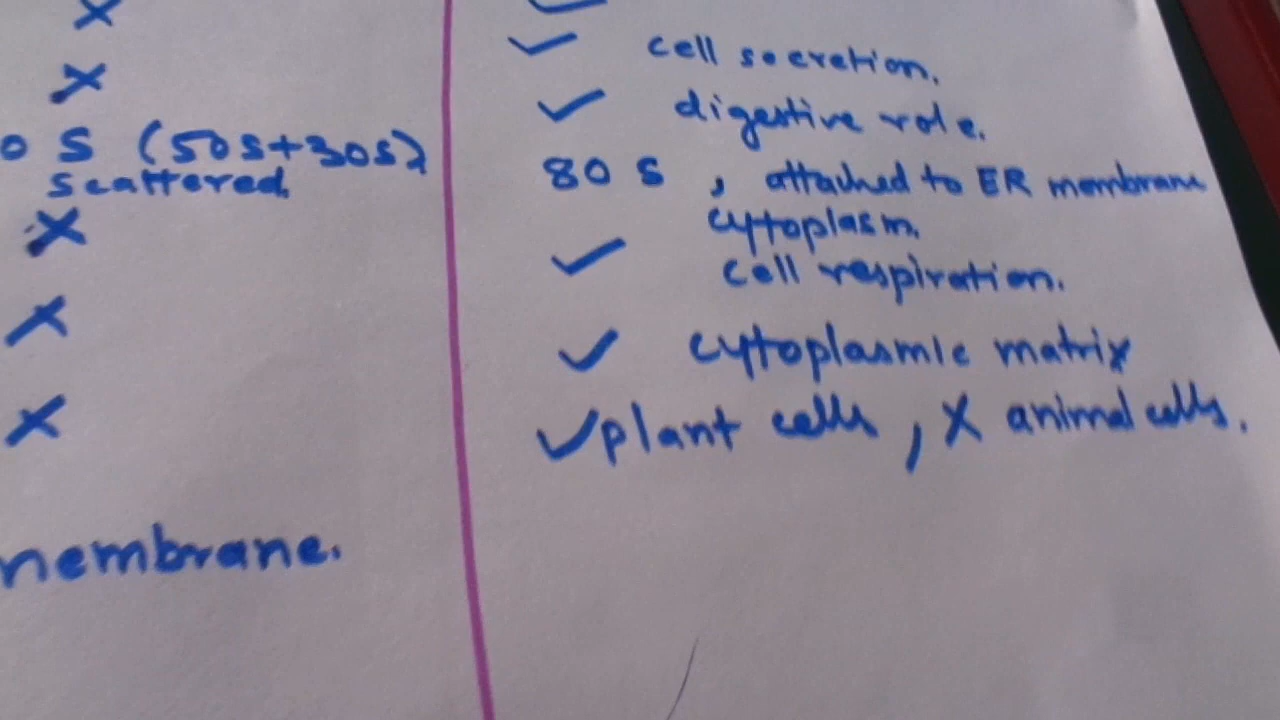 X
X ✓ cell secretion.
✓ digestive role.
0 S (50s+30s) 80 S , attached to ER membrane
scattered. cytoplasm.
X ✓ cell respiration.
X ✓ cytoplasmic matrix
X ✓ plant cells , X animal cells.
membrane.